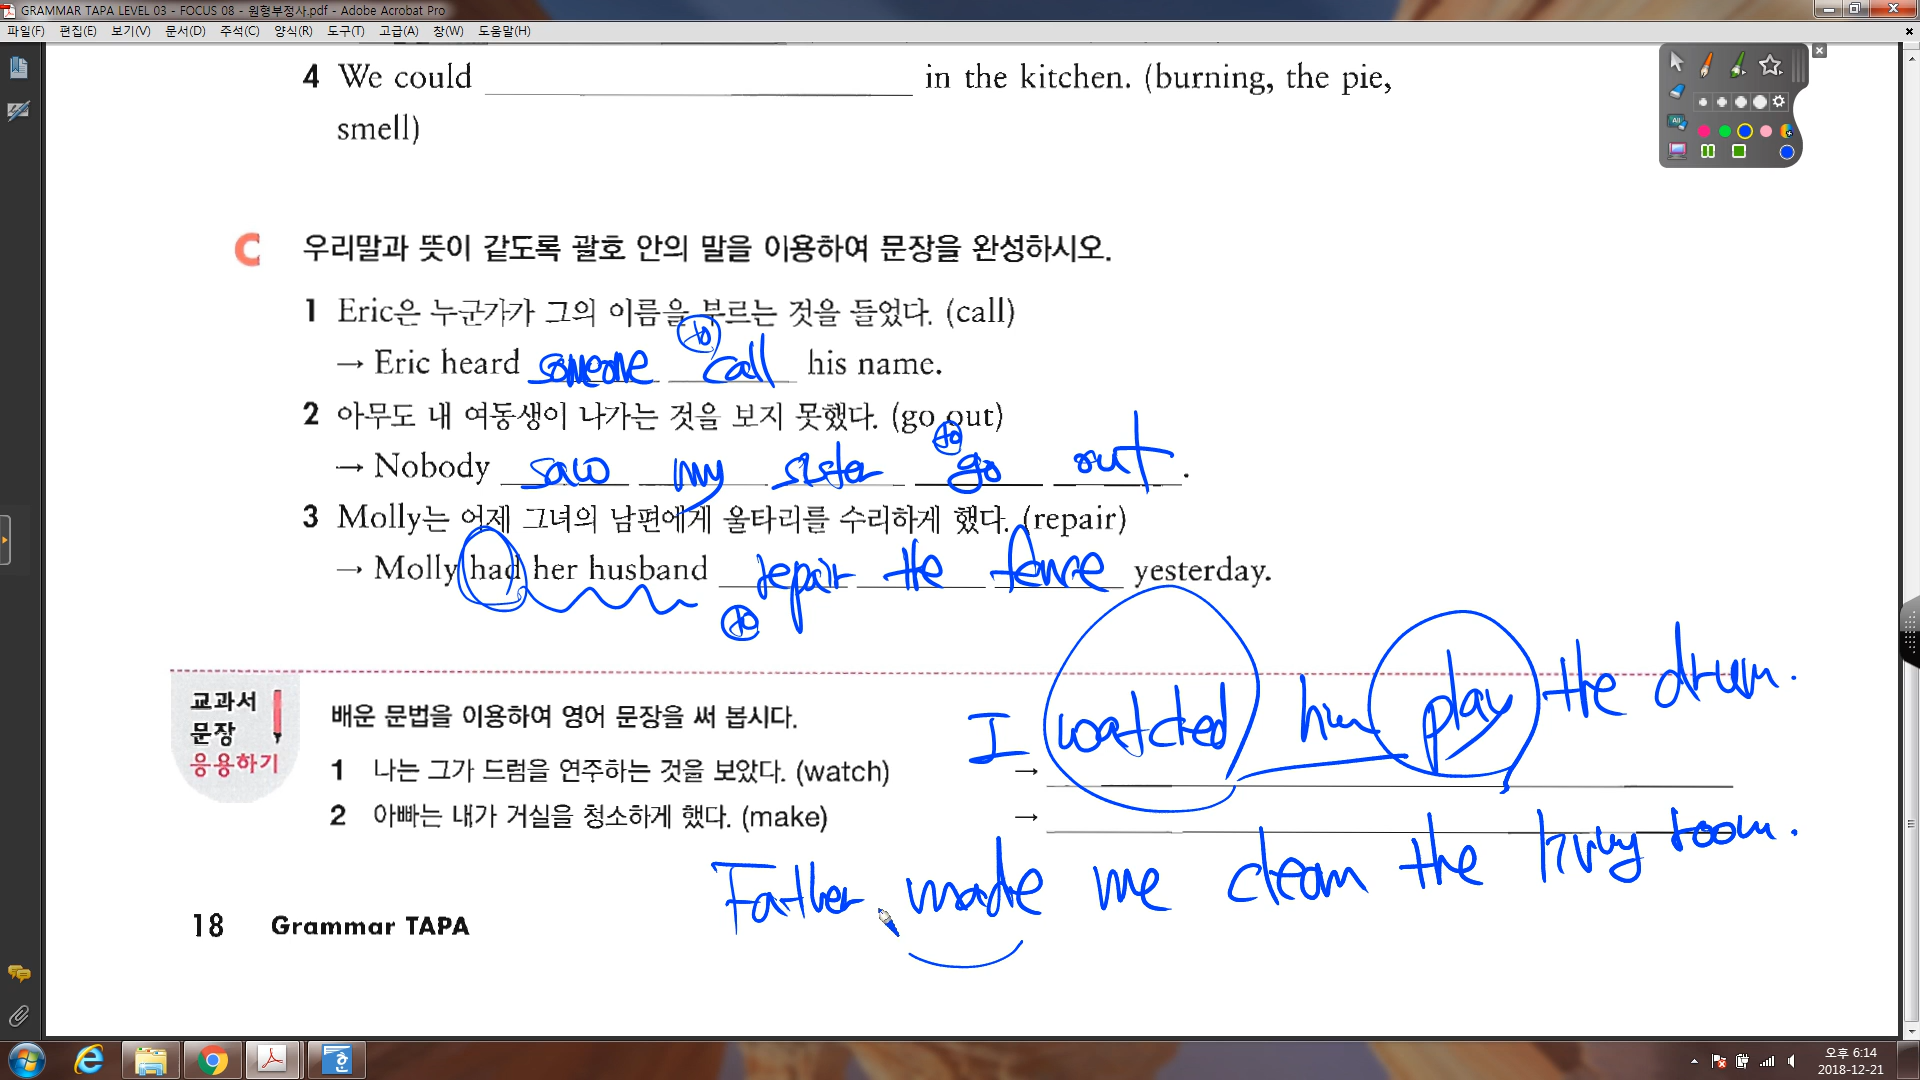 GRAMMAR TAPA LEVEL 03 - FOCUS 08 - 원형부정사.pdf - Adobe Acrobat Pro
파일(F) 편집(E) 보기(V) 문서(D) 주석(C) 양식(R) 도구(T) 고급(A) 창(W) 도움말(H)
4 We could ____ in the kitchen. (burning, the pie,
smell)
C 우리말과 뜻이 같도록 괄호 안의 말을 이용하여 문장을 완성하시오.
1 Eric은 누군가가 그의 이름을 부르는 것을 들었다. (call)
to
→ Eric heard someone call his name.
2 아무도 내 여동생이 나가는 것을 보지 못했다. (go out)
to
→ Nobody saw my sister go out.
3 Molly는 어제 그녀의 남편에게 울타리를 수리하게 했다. (repair)
→ Molly had her husband repair the fence yesterday.
to
교과서
문장
응용하기
배운 문법을 이용하여 영어 문장을 써 봅시다.
I watched him play the drum.
1 나는 그가 드럼을 연주하는 것을 보았다. (watch) →
2 아빠는 내가 거실을 청소하게 했다. (make) →
Father made me clean the living room.
18 Grammar TAPA
오후 6:14
2018-12-21